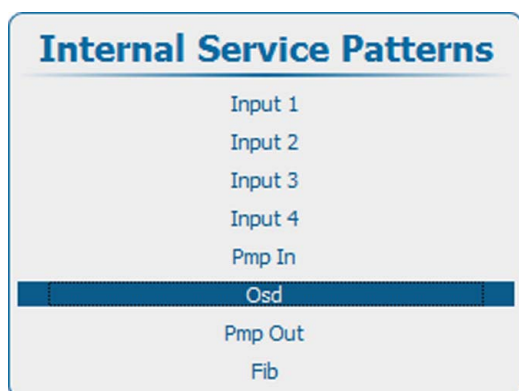 Internal Service Patterns
Input 1
Input 2
Input 3
Input 4
Pmp In
Osd
Pmp Out
Fib